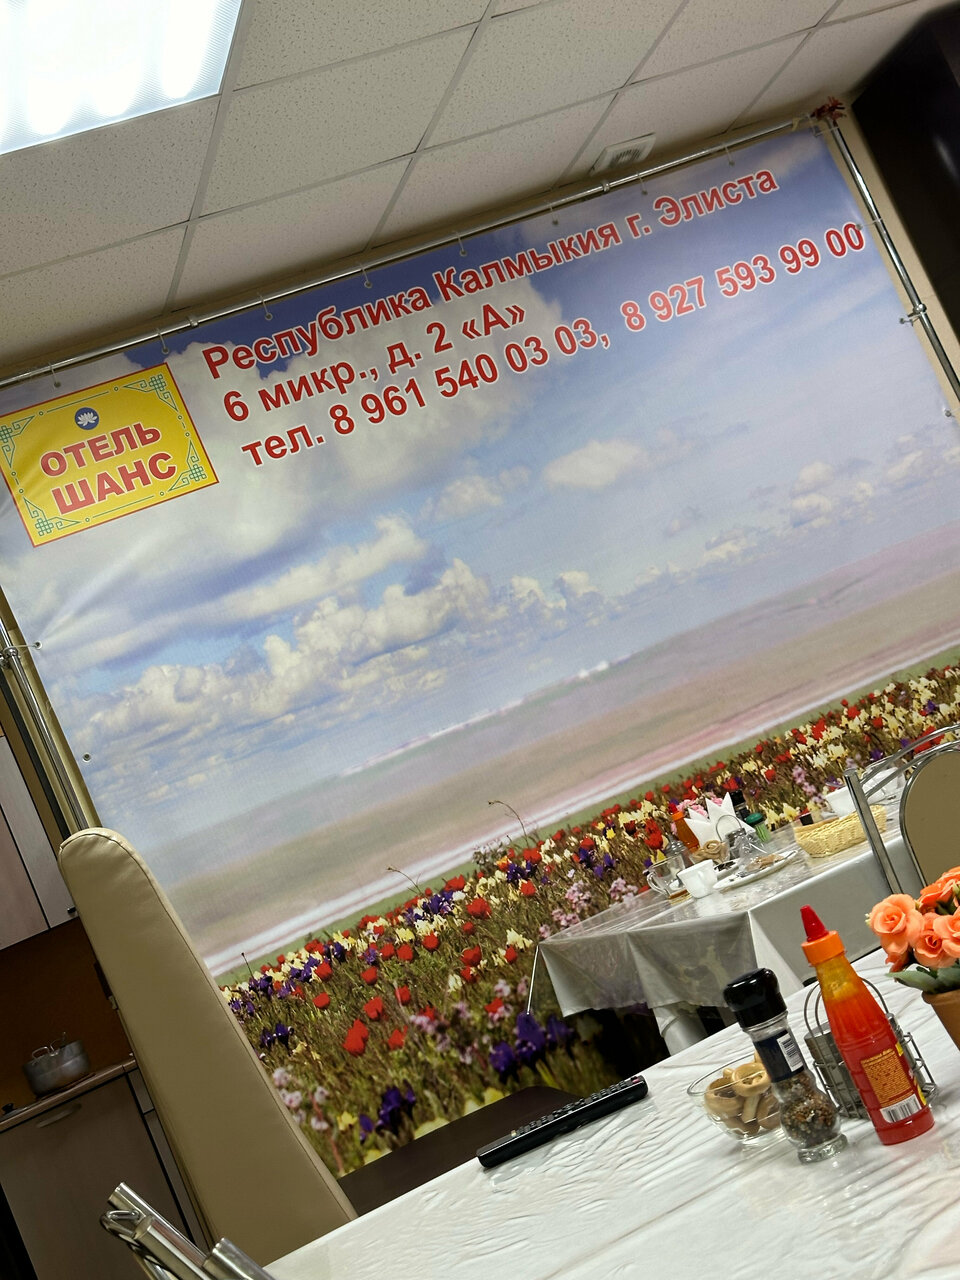 Республика Калмыкия г. Элиста
6 микр., д. 2 «А»
тел. 8 961 540 03 03, 8 927 593 99 00
ОТЕЛЬ
ШАНС